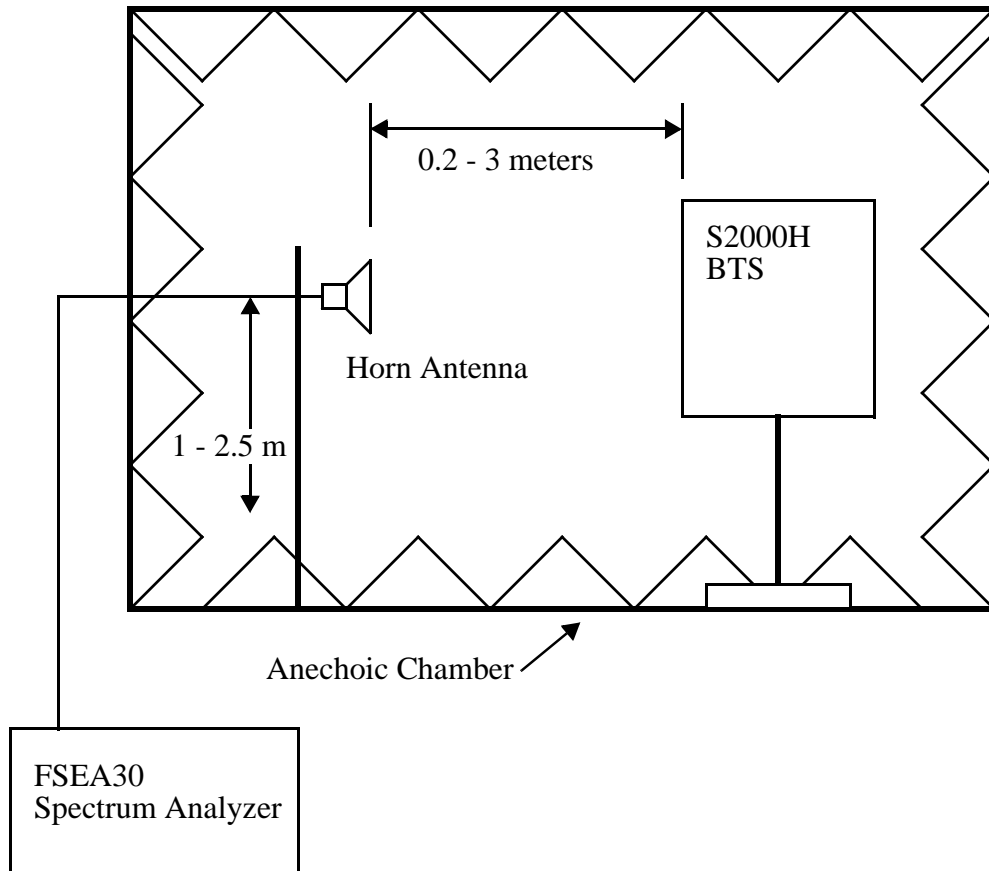 0.2 - 3 meters
S2000H
BTS
Horn Antenna
1 - 2.5 m
Anechoic Chamber
FSEA30
Spectrum Analyzer